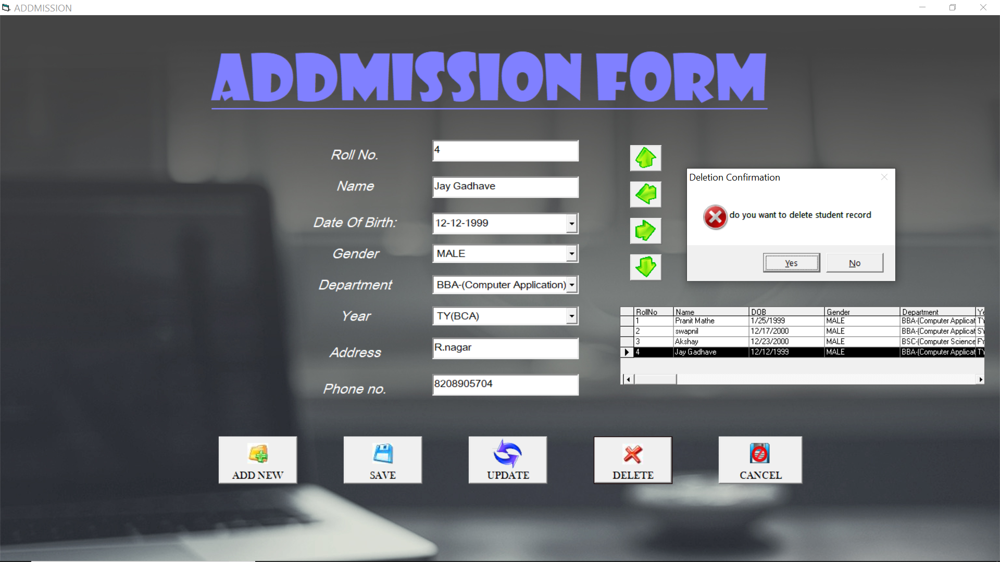 ADDMISSION
ADDMISSION FORM
Roll No.
4
Name
Jay Gadhave
Date Of Birth:
12-12-1999
Gender
MALE
Department
BBA-(Computer Application)
Year
TY(BCA)
Address
R.nagar
Phone no.
8208905704
Deletion Confirmation
do you want to delete student record
Yes No
RollNo Name DOB Gender Department Ye
1 Pranit Mathe 1/25/1999 MALE BBA-(Computer Applicat TY
2 swapnil 12/17/2000 MALE BBA-(Computer Applicat SY
3 Akshay 12/23/2000 MALE BSC-(Computer Science FY
4 Jay Gadhave 12/12/1999 MALE BBA-(Computer Applicat TY
ADD NEW SAVE UPDATE DELETE CANCEL